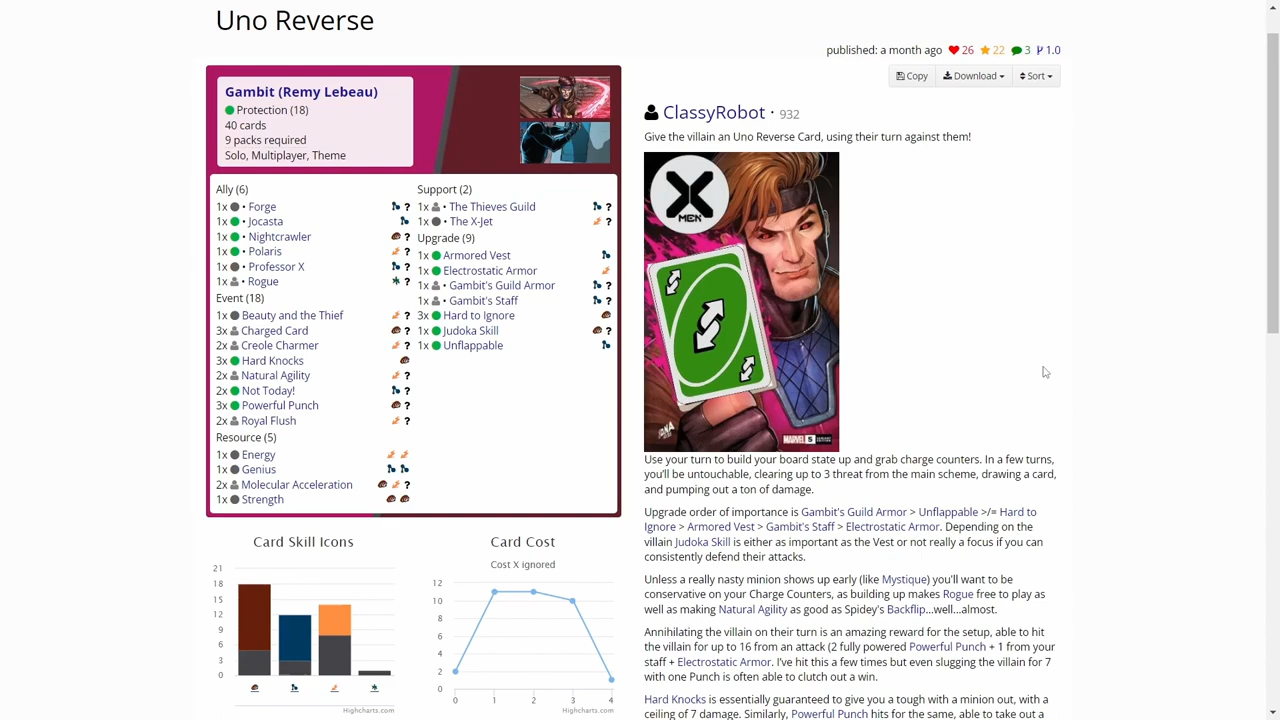 Uno Reverse
published: a month ago 26 22 3 1.0
Copy Download Sort
Gambit (Remy Lebeau)
Protection (18)
40 cards
9 packs required
Solo, Multiplayer, Theme
Ally (6)
1x • Forge ?
1x • Jocasta
1x • Nightcrawler ?
1x • Polaris ?
1x • Professor X ?
1x • Rogue ?
Event (18)
1x Beauty and the Thief ?
3x Charged Card ?
2x Creole Charmer ?
3x Hard Knocks
2x Natural Agility ?
2x Not Today! ?
3x Powerful Punch ?
2x Royal Flush ?
Resource (5)
1x Energy
1x Genius
2x Molecular Acceleration ?
1x Strength
Support (2)
1x • The Thieves Guild ?
1x • The X-Jet ?
Upgrade (9)
1x Armored Vest
1x Electrostatic Armor
1x • Gambit's Guild Armor ?
1x • Gambit's Staff ?
3x Hard to Ignore
1x Judoka Skill ?
1x Unflappable
Card Skill Icons
21
18
15
12
9
6
3
0
Highcharts.com
Card Cost
Cost X ignored
12
10
8
6
4
2
0
0 1 2 3 4
Highcharts.com
ClassyRobot · 932
Give the villain an Uno Reverse Card, using their turn against them!
X
MEN
MARVEL 5
Use your turn to build your board state up and grab charge counters. In a few turns,
you'll be untouchable, clearing up to 3 threat from the main scheme, drawing a card,
and pumping out a ton of damage.
Upgrade order of importance is Gambit's Guild Armor > Unflappable >/= Hard to
Ignore > Armored Vest > Gambit's Staff > Electrostatic Armor. Depending on the
villain Judoka Skill is either as important as the Vest or not really a focus if you can
consistently defend their attacks.
Unless a really nasty minion shows up early (like Mystique) you'll want to be
conservative on your Charge Counters, as building up makes Rogue free to play as
well as making Natural Agility as good as Spidey's Backflip...well...almost.
Annihilating the villain on their turn is an amazing reward for the setup, able to hit
the villain for up to 16 from an attack (2 fully powered Powerful Punch + 1 from your
staff + Electrostatic Armor. I've hit this a few times but even slugging the villain for 7
with one Punch is often able to clutch out a win.
Hard Knocks is essentially guaranteed to give you a tough with a minion out, with a
ceiling of 7 damage. Similarly, Powerful Punch hits for the same, able to take out a